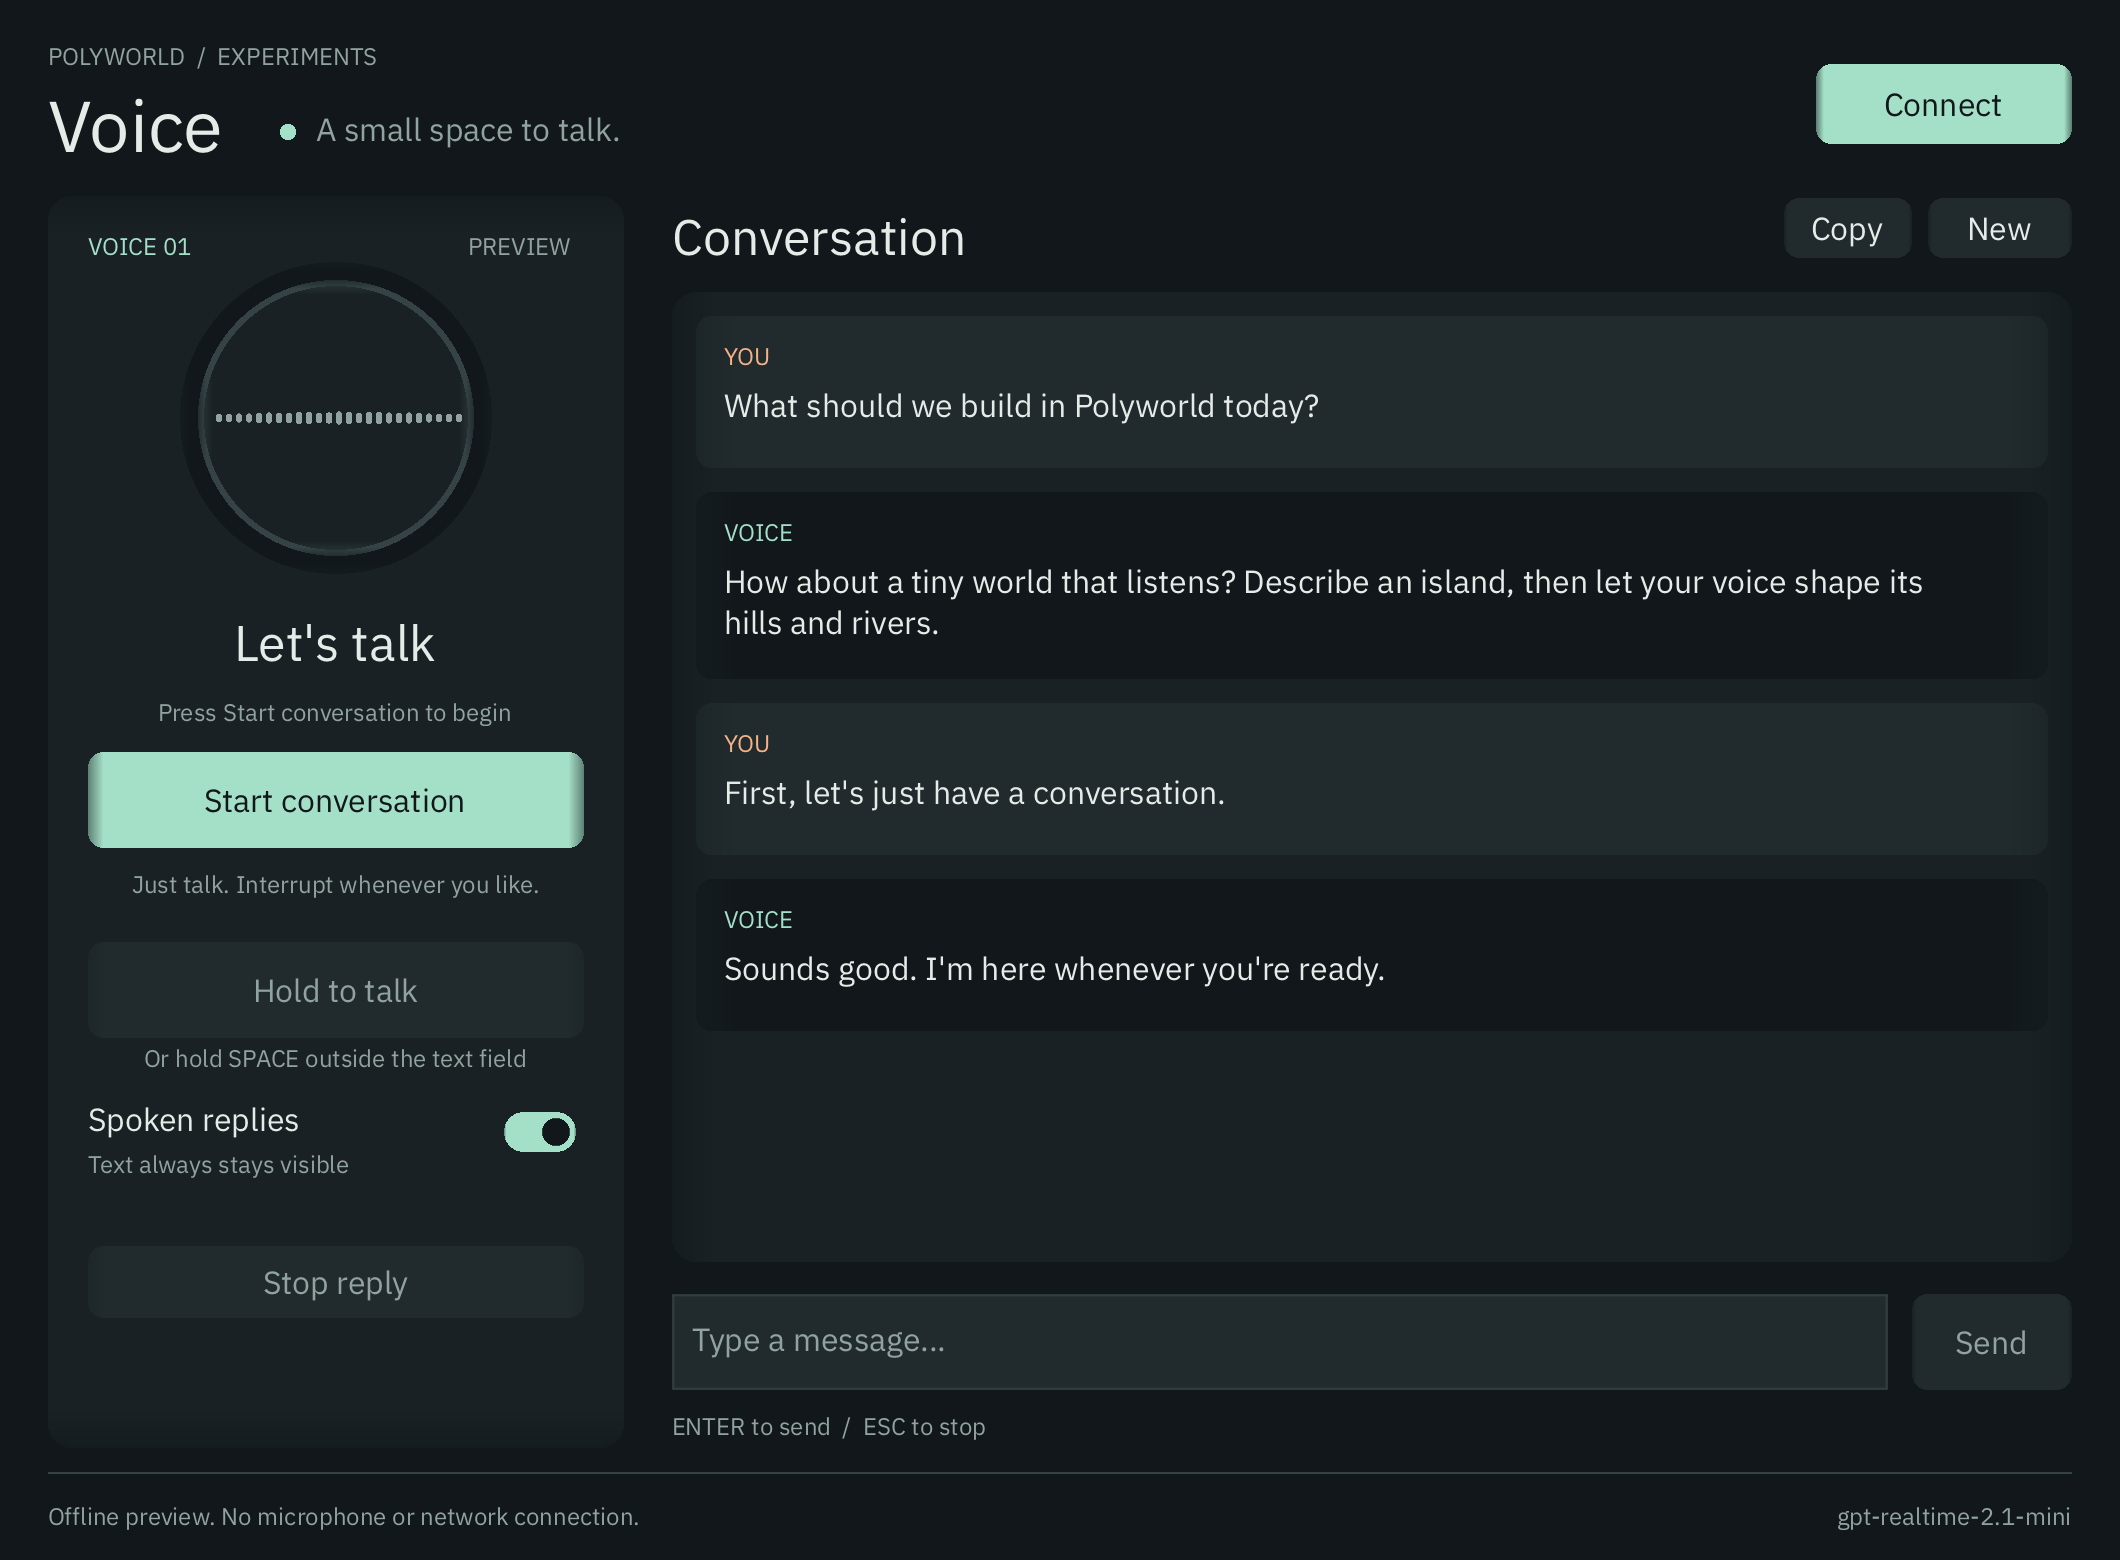 POLYWORLD / EXPERIMENTS
Voice
A small space to talk.
Connect
VOICE 01
PREVIEW
Let's talk
Press Start conversation to begin
Start conversation
Just talk. Interrupt whenever you like.
Hold to talk
Or hold SPACE outside the text field
Spoken replies
Text always stays visible
Stop reply
Conversation
Copy
New
YOU
What should we build in Polyworld today?
VOICE
How about a tiny world that listens? Describe an island, then let your voice shape its
hills and rivers.
YOU
First, let's just have a conversation.
VOICE
Sounds good. I'm here whenever you're ready.
Type a message...
Send
ENTER to send / ESC to stop
Offline preview. No microphone or network connection.
gpt-realtime-2.1-mini